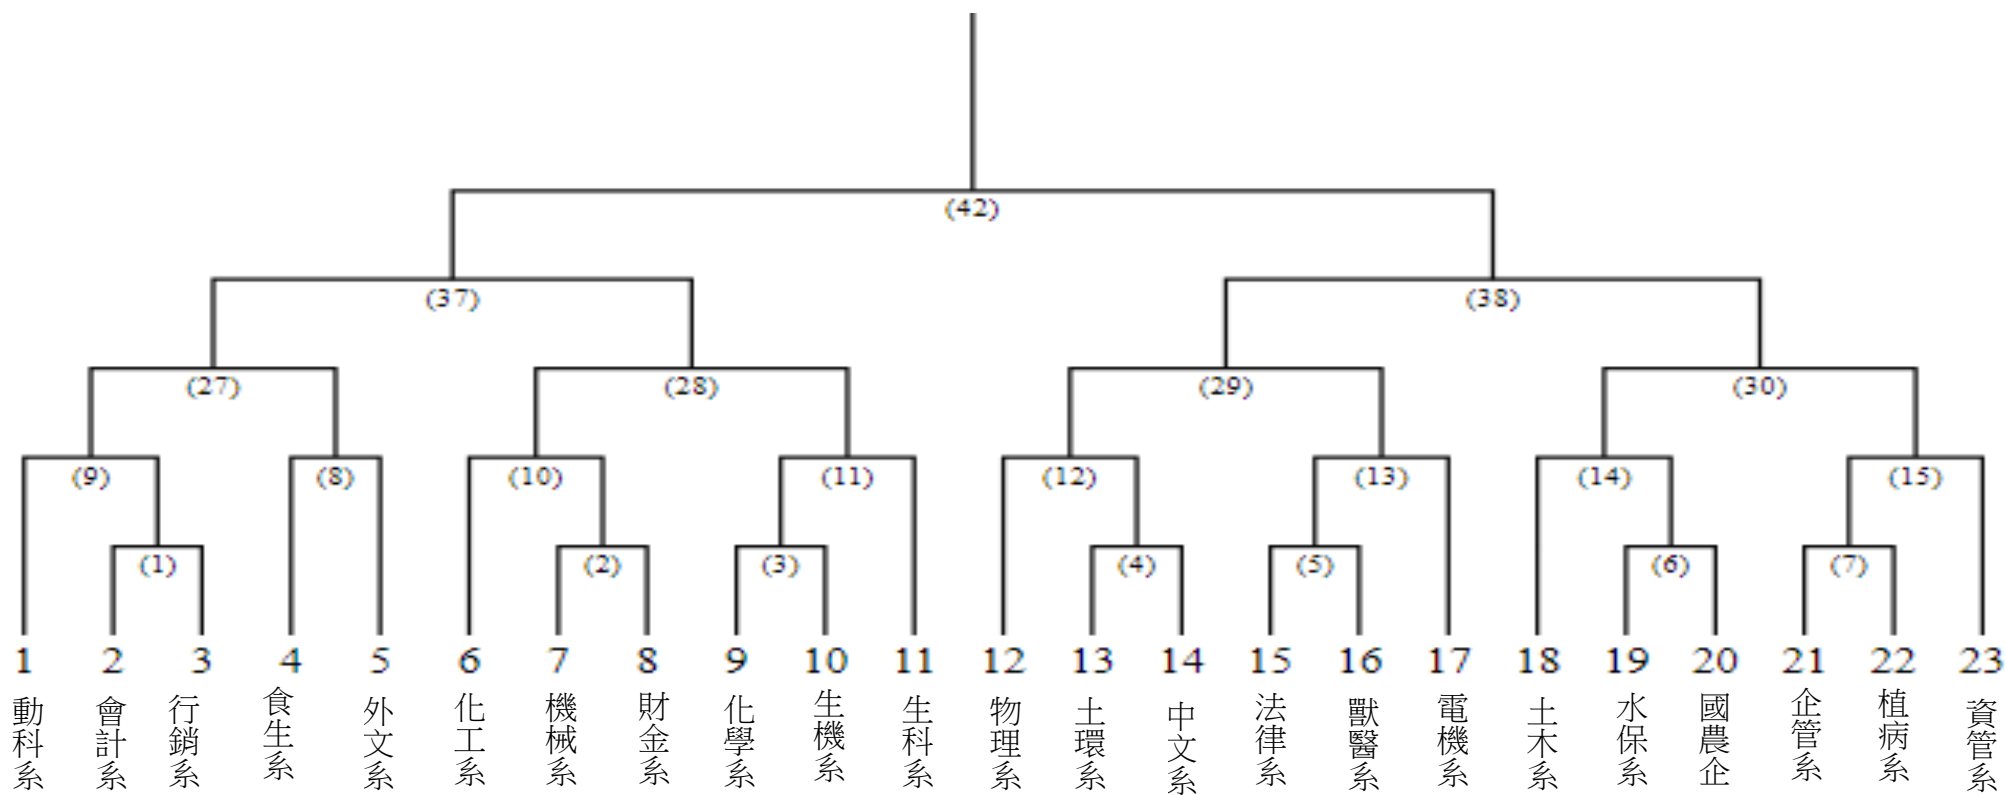 (42)
(37) (38)
(27) (28) (29) (30)
(9) (8) (10) (11) (12) (13) (14) (15)
(1) (2) (3) (4) (5) (6) (7)
1 2 3 4 5 6 7 8 9 10 11 12 13 14 15 16 17 18 19 20 21 22 23
動科系
會計系
行銷系
食生系
外文系
化工系
機械系
財金系
化學系
生機系
生科系
物理系
土環系
中文系
法律系
獸醫系
電機系
土木系
水保系
國農企
企管系
植病系
資管系